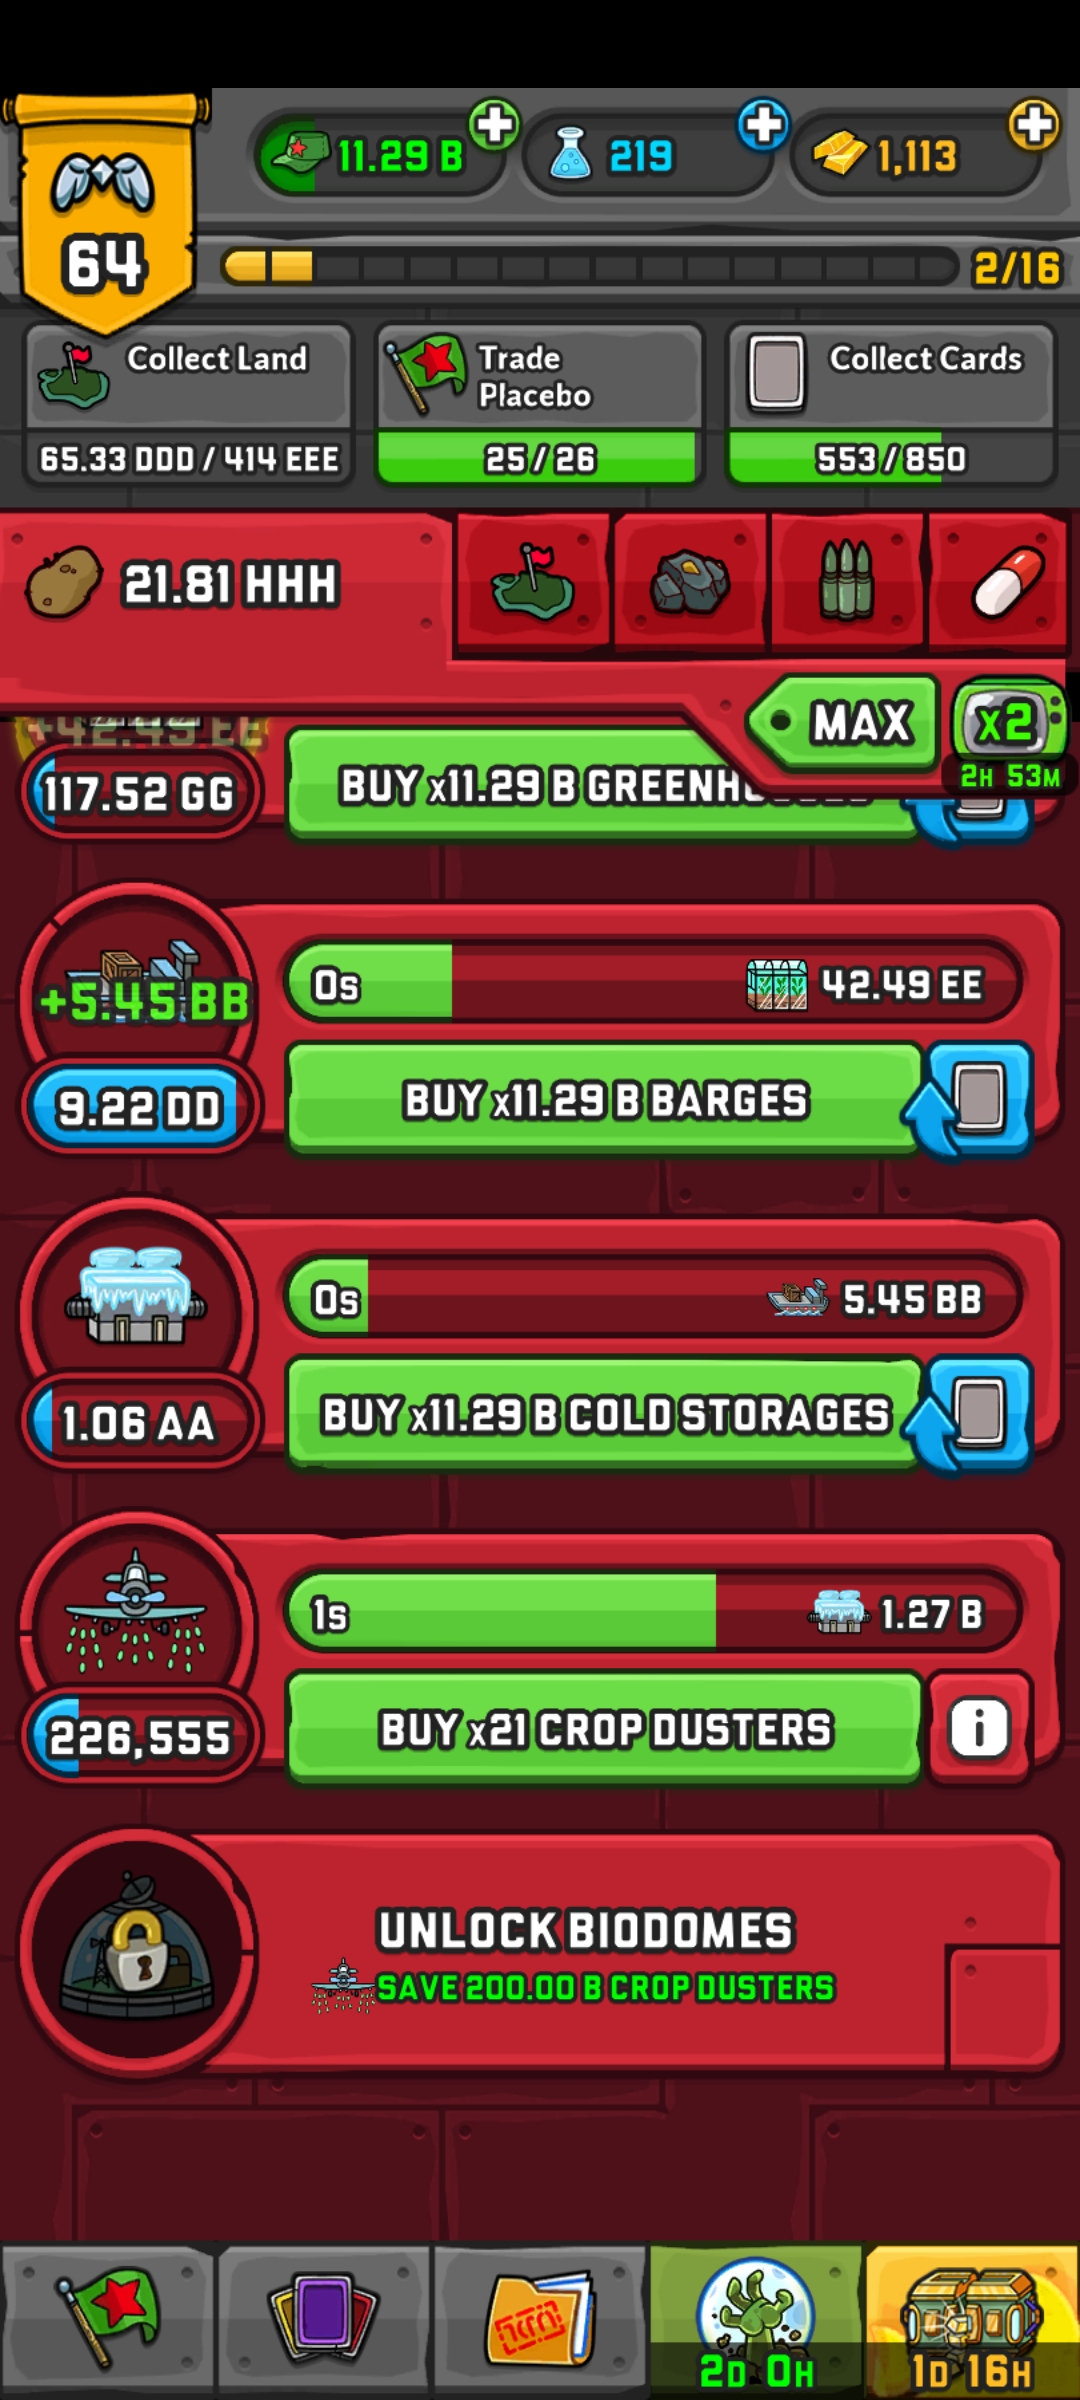 11.29 B
219
1,113
64
2/16
Collect Land
65.33 DDD / 414 EEE
Trade
Placebo
25 / 26
Collect Cards
553 / 850
21.81 HHH
MAX
x2
2H 53M
+42.49 EE
117.52 GG
BUY x11.29 B GREENHOUSES
+5.45 BB
0s
42.49 EE
9.22 DD
BUY x11.29 B BARGES
0s
5.45 BB
1.06 AA
BUY x11.29 B COLD STORAGES
1s
1.27 B
226,555
BUY x21 CROP DUSTERS
i
UNLOCK BIODOMES
SAVE 200.00 B CROP DUSTERS
2D 0H
1D 16H